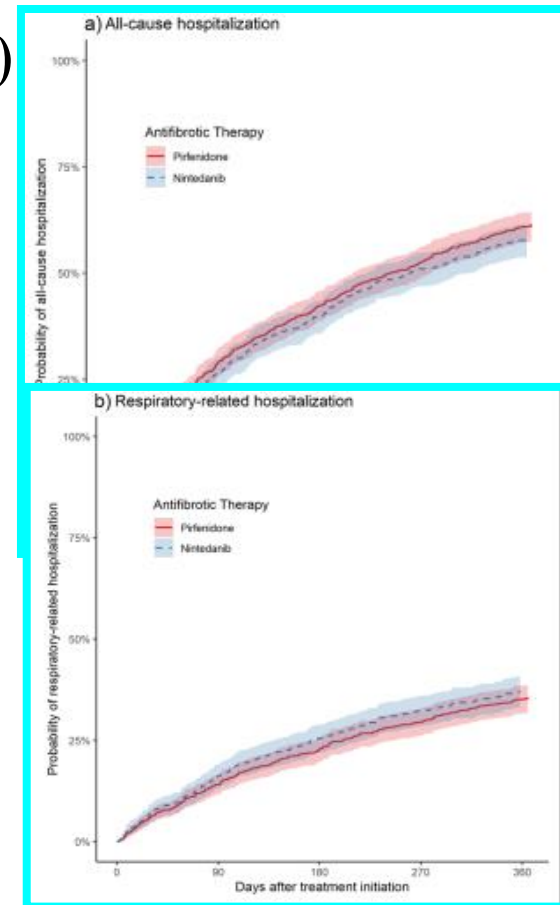 )
a) All-cause hospitalization
100%
Antifibrotic Therapy
Pirfenidone
Nintedanib
75%
50%
25%
Probability of all-cause hospitalization
b) Respiratory-related hospitalization
100%
Antifibrotic Therapy
Pirfenidone
Nintedanib
75%
50%
25%
0%
Probability of respiratory-related hospitalization
0 90 180 270 360
Days after treatment initiation